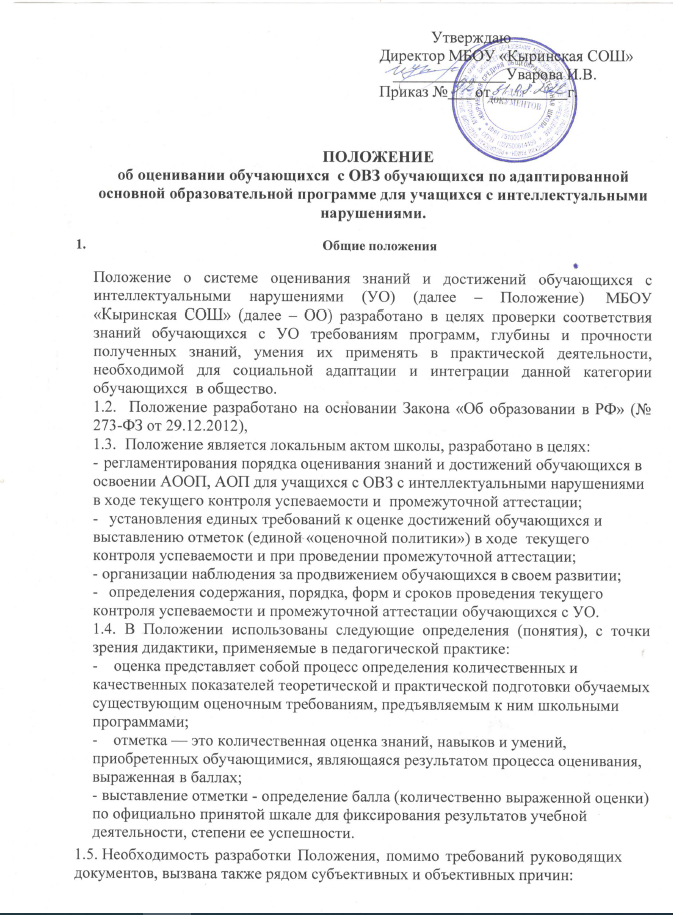 Утверждаю
Директор МБОУ «Кыринская СОШ»
Уварова И.В.
Приказ № от г.
ДОКУМЕНТОВ
ПОЛОЖЕНИЕ
об оценивании обучающихся с ОВЗ обучающихся по адаптированной
основной образовательной программе для учащихся с интеллектуальными
нарушениями.
1. Общие положения
Положение о системе оценивания знаний и достижений обучающихся с
интеллектуальными нарушениями (УО) (далее – Положение) МБОУ
«Кыринская СОШ» (далее – ОО) разработано в целях проверки соответствия
знаний обучающихся с УО требованиям программ, глубины и прочности
полученных знаний, умения их применять в практической деятельности,
необходимой для социальной адаптации и интеграции данной категории
обучающихся в общество.
1.2. Положение разработано на основании Закона «Об образовании в РФ» (№
273-ФЗ от 29.12.2012),
1.3. Положение является локальным актом школы, разработано в целях:
- регламентирования порядка оценивания знаний и достижений обучающихся в
освоении АООП, АОП для учащихся с ОВЗ с интеллектуальными нарушениями
в ходе текущего контроля успеваемости и промежуточной аттестации;
- установления единых требований к оценке достижений обучающихся и
выставлению отметок (единой «оценочной политики») в ходе текущего
контроля успеваемости и при проведении промежуточной аттестации;
- организации наблюдения за продвижением обучающихся в своем развитии;
- определения содержания, порядка, форм и сроков проведения текущего
контроля успеваемости и промежуточной аттестации обучающихся с УО.
1.4. В Положении использованы следующие определения (понятия), с точки
зрения дидактики, применяемые в педагогической практике:
- оценка представляет собой процесс определения количественных и
качественных показателей теоретической и практической подготовки обучаемых
существующим оценочным требованиям, предъявляемым к ним школьными
программами;
- отметка — это количественная оценка знаний, навыков и умений,
приобретенных обучающимися, являющаяся результатом процесса оценивания,
выраженная в баллах;
- выставление отметки - определение балла (количественно выраженной оценки)
по официально принятой шкале для фиксирования результатов учебной
деятельности, степени ее успешности.
1.5. Необходимость разработки Положения, помимо требований руководящих
документов, вызвана также рядом субъективных и объективных причин: